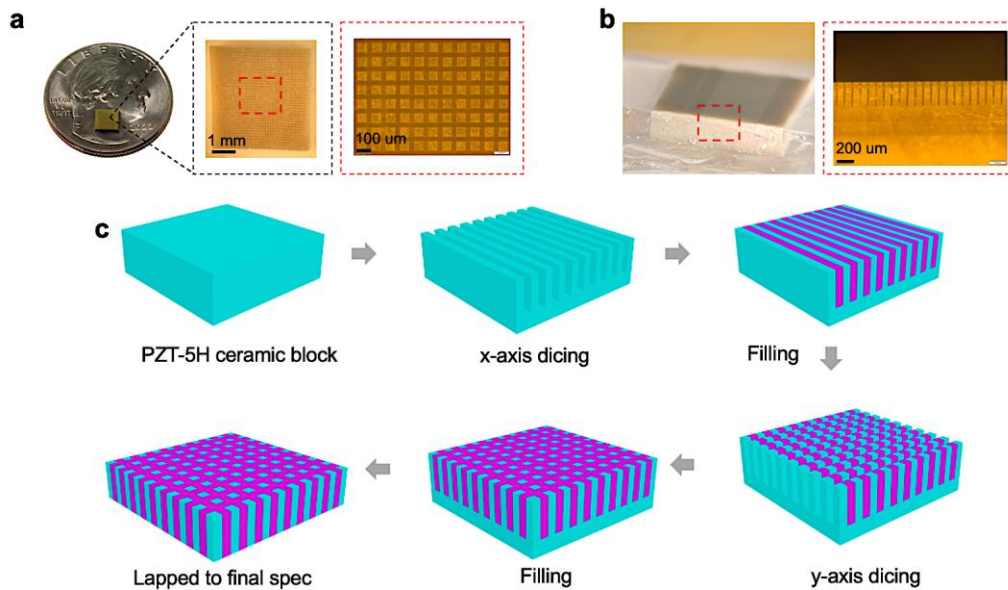 a
b
LIBERTY
1 mm
100 um
200 um
c
PZT-5H ceramic block
x-axis dicing
Filling
Lapped to final spec
Filling
y-axis dicing